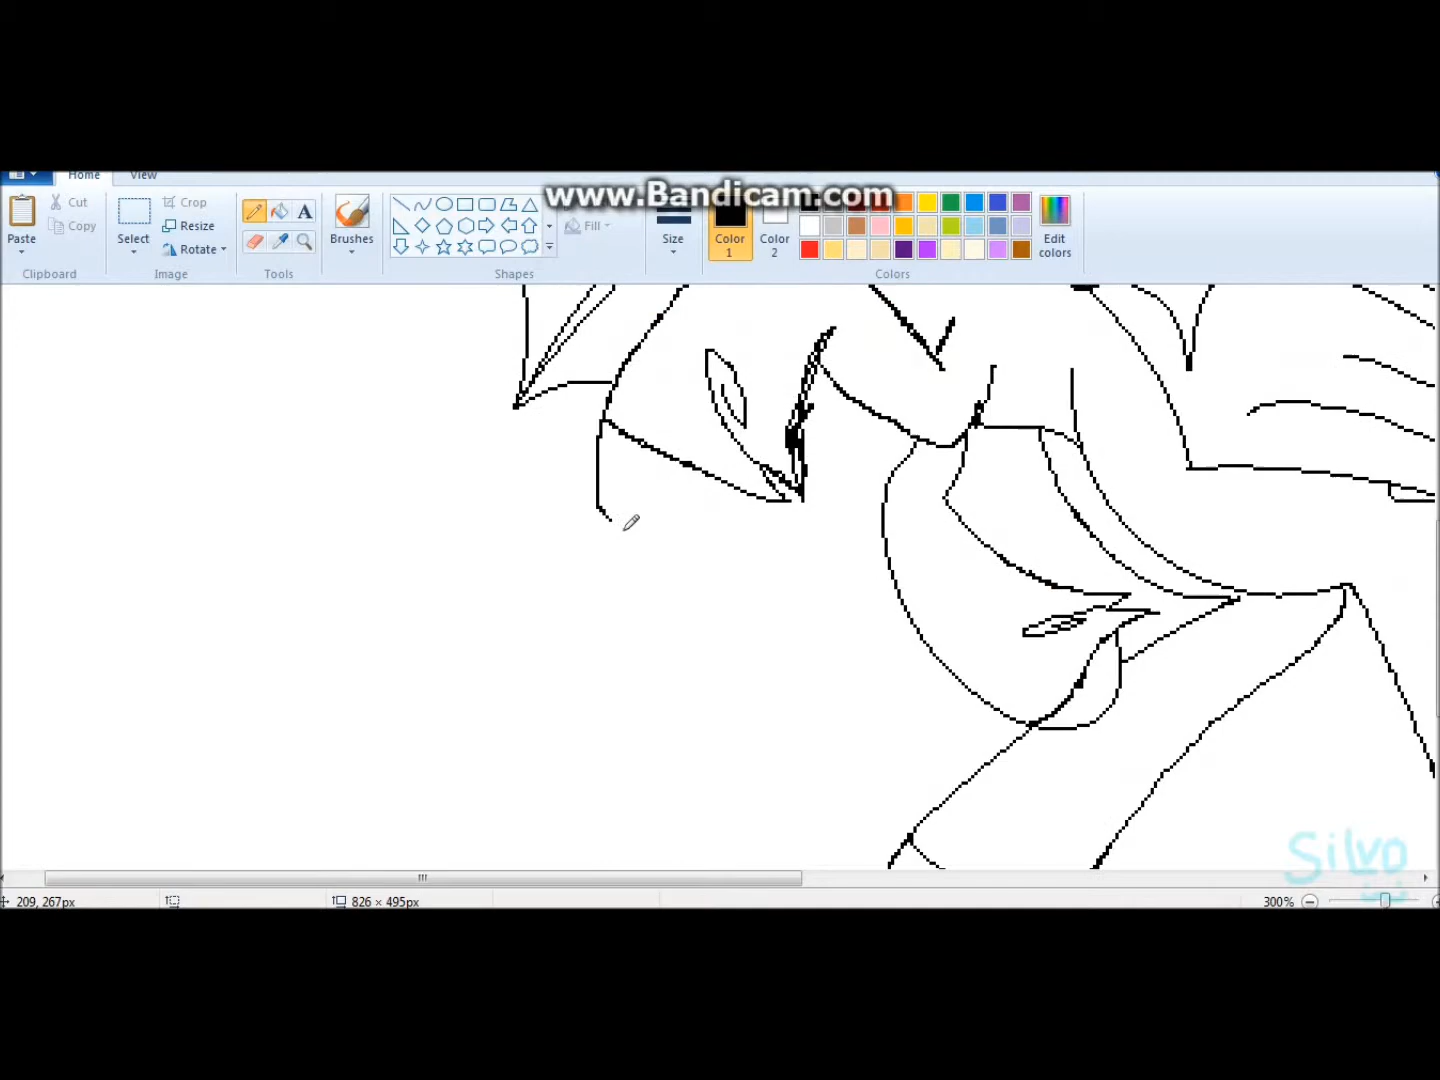 Home View
www.Bandicam.com
Paste
Cut
Copy
Clipboard
Select
Crop
Resize
Rotate
Image
A
Tools
Brushes
Fill
Shapes
Size
Color
1
Color
2
Edit
colors
Colors
Silvo
209, 267px
826 × 495px
300%